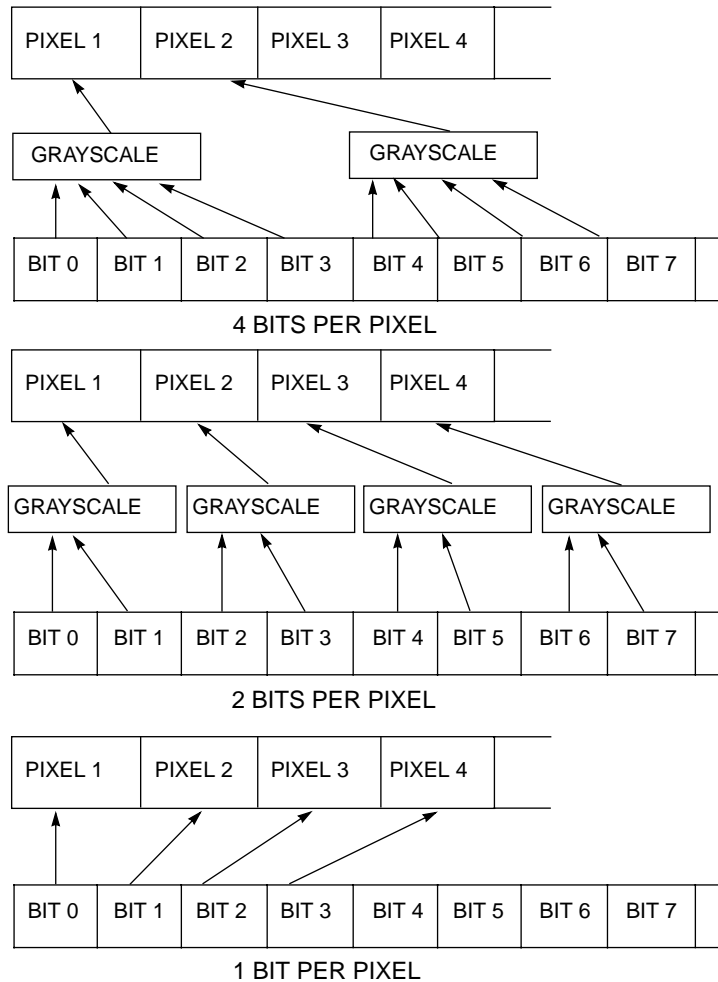 PIXEL 1 PIXEL 2 PIXEL 3 PIXEL 4
GRAYSCALE GRAYSCALE
BIT 0 BIT 1 BIT 2 BIT 3 BIT 4 BIT 5 BIT 6 BIT 7
4 BITS PER PIXEL
PIXEL 1 PIXEL 2 PIXEL 3 PIXEL 4
GRAYSCALE GRAYSCALE GRAYSCALE GRAYSCALE
BIT 0 BIT 1 BIT 2 BIT 3 BIT 4 BIT 5 BIT 6 BIT 7
2 BITS PER PIXEL
PIXEL 1 PIXEL 2 PIXEL 3 PIXEL 4
BIT 0 BIT 1 BIT 2 BIT 3 BIT 4 BIT 5 BIT 6 BIT 7
1 BIT PER PIXEL